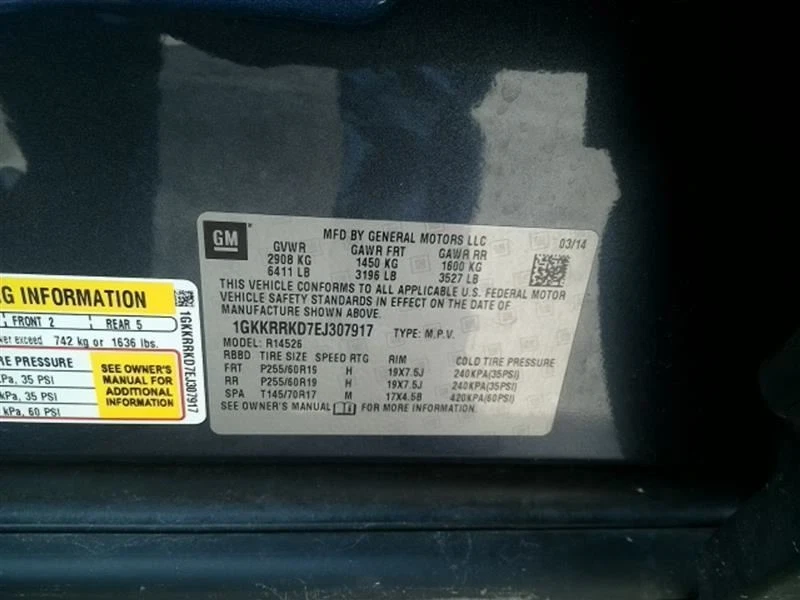 GM
MFD BY GENERAL MOTORS LLC 03/14
GVWR GAWR FRT GAWR RR
2908 KG 1450 KG 1600 KG
6411 LB 3196 LB 3527 LB
THIS VEHICLE CONFORMS TO ALL APPLICABLE U.S. FEDERAL MOTOR
VEHICLE SAFETY STANDARDS IN EFFECT ON THE DATE OF
MANUFACTURE SHOWN ABOVE.
1GKKRRKD7EJ307917 TYPE: M.P.V.
MODEL: R14526
RBBD TIRE SIZE SPEED RTG RIM COLD TIRE PRESSURE
FRT P255/60R19 H 19X7.5J 240KPA(35PSI)
RR P255/60R19 H 19X7.5J 240KPA(35PSI)
SPA T145/70R17 M 17X4.5B 420KPA(60PSI)
SEE OWNER'S MANUAL FOR MORE INFORMATION
G INFORMATION
FRONT 2 REAR 5
exceed 742 kg or 1636 lbs.
IRE PRESSURE
kPa, 35 PSI
kPa, 35 PSI
kPa, 60 PSI
SEE OWNER'S
MANUAL FOR
ADDITIONAL
INFORMATION
1GKKRRKD7EJ307917